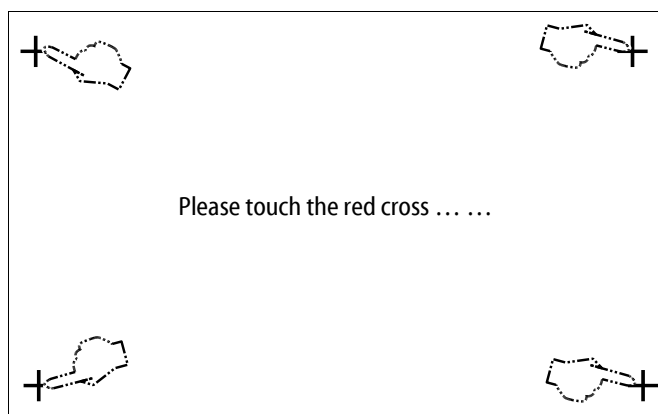 Please touch the red cross … …